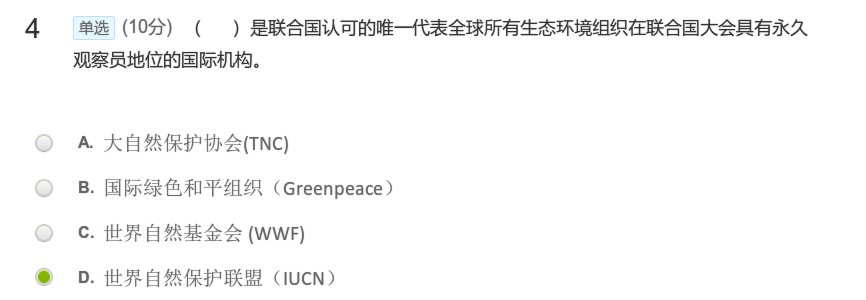 4 单选 (10分) （ ）是联合国认可的唯一代表全球所有生态环境组织在联合国大会具有永久
观察员地位的国际机构。
A. 大自然保护协会(TNC)
B. 国际绿色和平组织（Greenpeace）
C. 世界自然基金会 (WWF)
D. 世界自然保护联盟（IUCN）